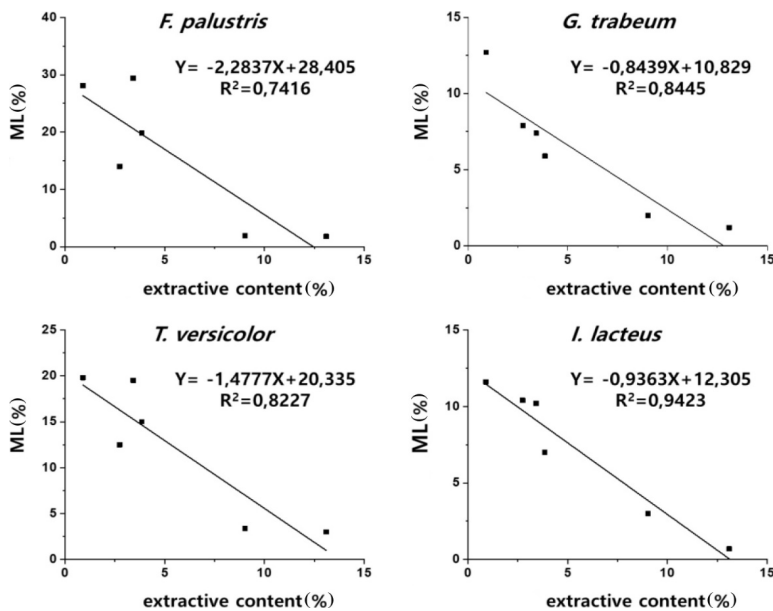 F. palustris
Y= -2,2837X+28,405
R²=0,7416
ML(%)
40
30
20
10
0
0 5 10 15
extractive content(%)
G. trabeum
Y= -0,8439X+10,829
R²=0,8445
ML(%)
15
10
5
0
0 5 10 15
extractive content(%)
T. versicolor
Y= -1,4777X+20,335
R²=0,8227
ML(%)
25
20
15
10
5
0
0 5 10 15
extractive content(%)
I. lacteus
Y= -0,9363X+12,305
R²=0,9423
ML(%)
15
10
5
0
0 5 10 15
extractive content(%)